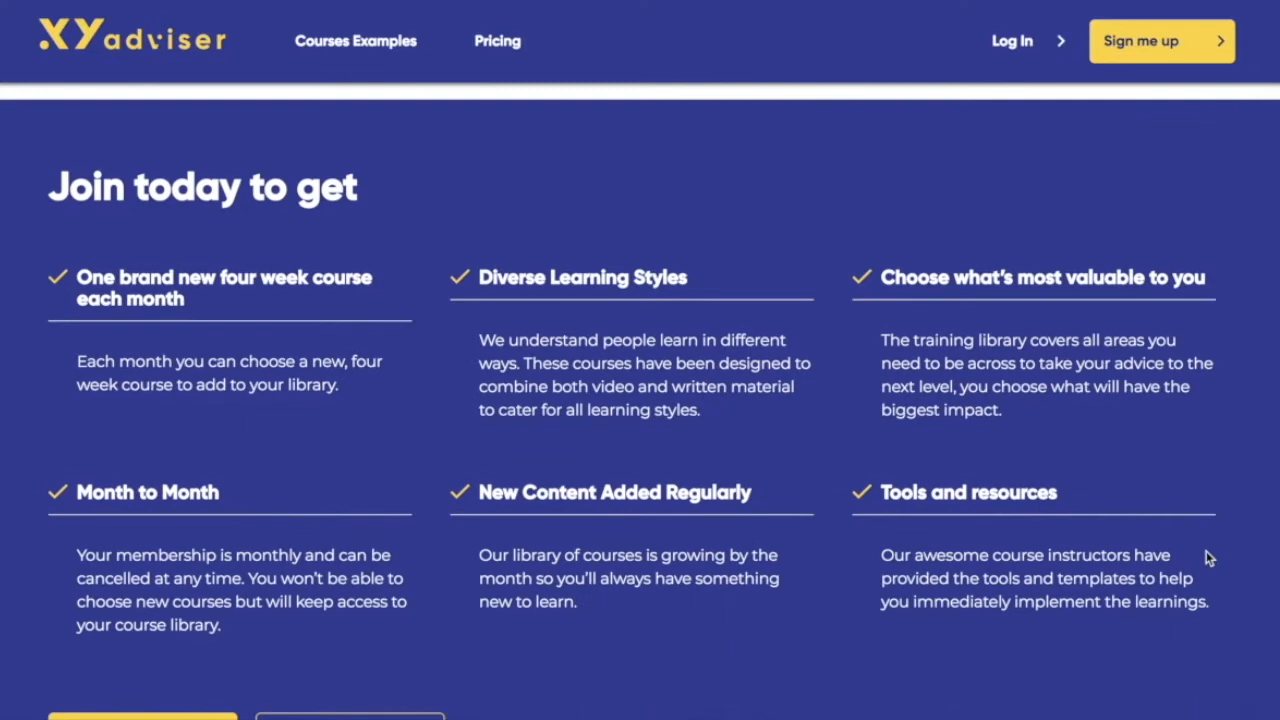 XYadviser
Courses Examples
Pricing
Log In
Sign me up
Join today to get
One brand new four week course
each month
Each month you can choose a new, four
week course to add to your library.
Diverse Learning Styles
We understand people learn in different
ways. These courses have been designed to
combine both video and written material
to cater for all learning styles.
Choose what's most valuable to you
The training library covers all areas you
need to be across to take your advice to the
next level, you choose what will have the
biggest impact.
Month to Month
Your membership is monthly and can be
cancelled at any time. You won't be able to
choose new courses but will keep access to
your course library.
New Content Added Regularly
Our library of courses is growing by the
month so you'll always have something
new to learn.
Tools and resources
Our awesome course instructors have
provided the tools and templates to help
you immediately implement the learnings.